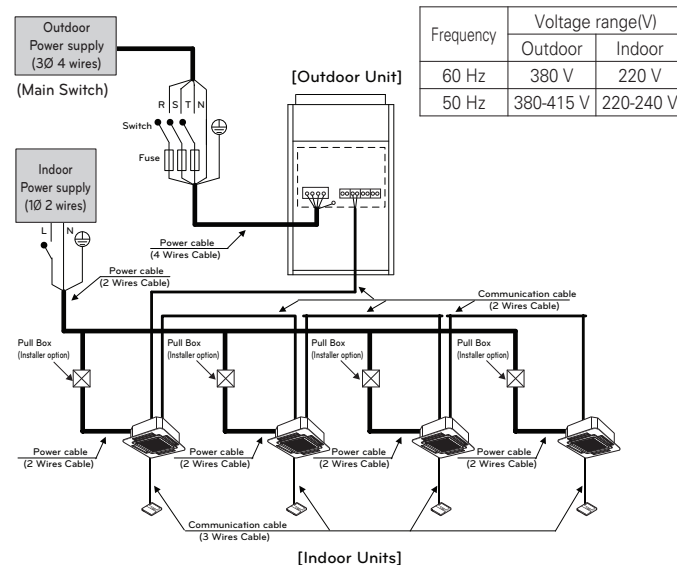 Outdoor
Power supply
(3Ø 4 wires)
(Main Switch)
R S T N
Switch
Fuse
[Outdoor Unit]
Frequency
Voltage range(V)
Outdoor Indoor
60 Hz 380 V 220 V
50 Hz 380-415 V 220-240 V
Indoor
Power supply
(1Ø 2 wires)
L N
Power cable
(4 Wires Cable)
Power cable
(2 Wires Cable)
Communication cable
(2 Wires Cable)
Pull Box
(Installer option)
Pull Box
(Installer option)
Pull Box
(Installer option)
Pull Box
(Installer option)
Power cable
(2 Wires Cable)
Power cable
(2 Wires Cable)
Power cable
(2 Wires Cable)
Power cable
(2 Wires Cable)
Communication cable
(3 Wires Cable)
[Indoor Units]